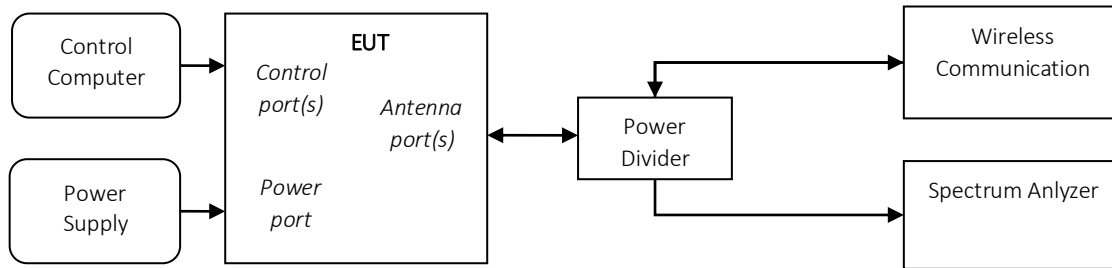 Control
Computer
Power
Supply
EUT
Control
port(s)
Antenna
port(s)
Power
port
Power
Divider
Wireless
Communication
Spectrum Anlyzer